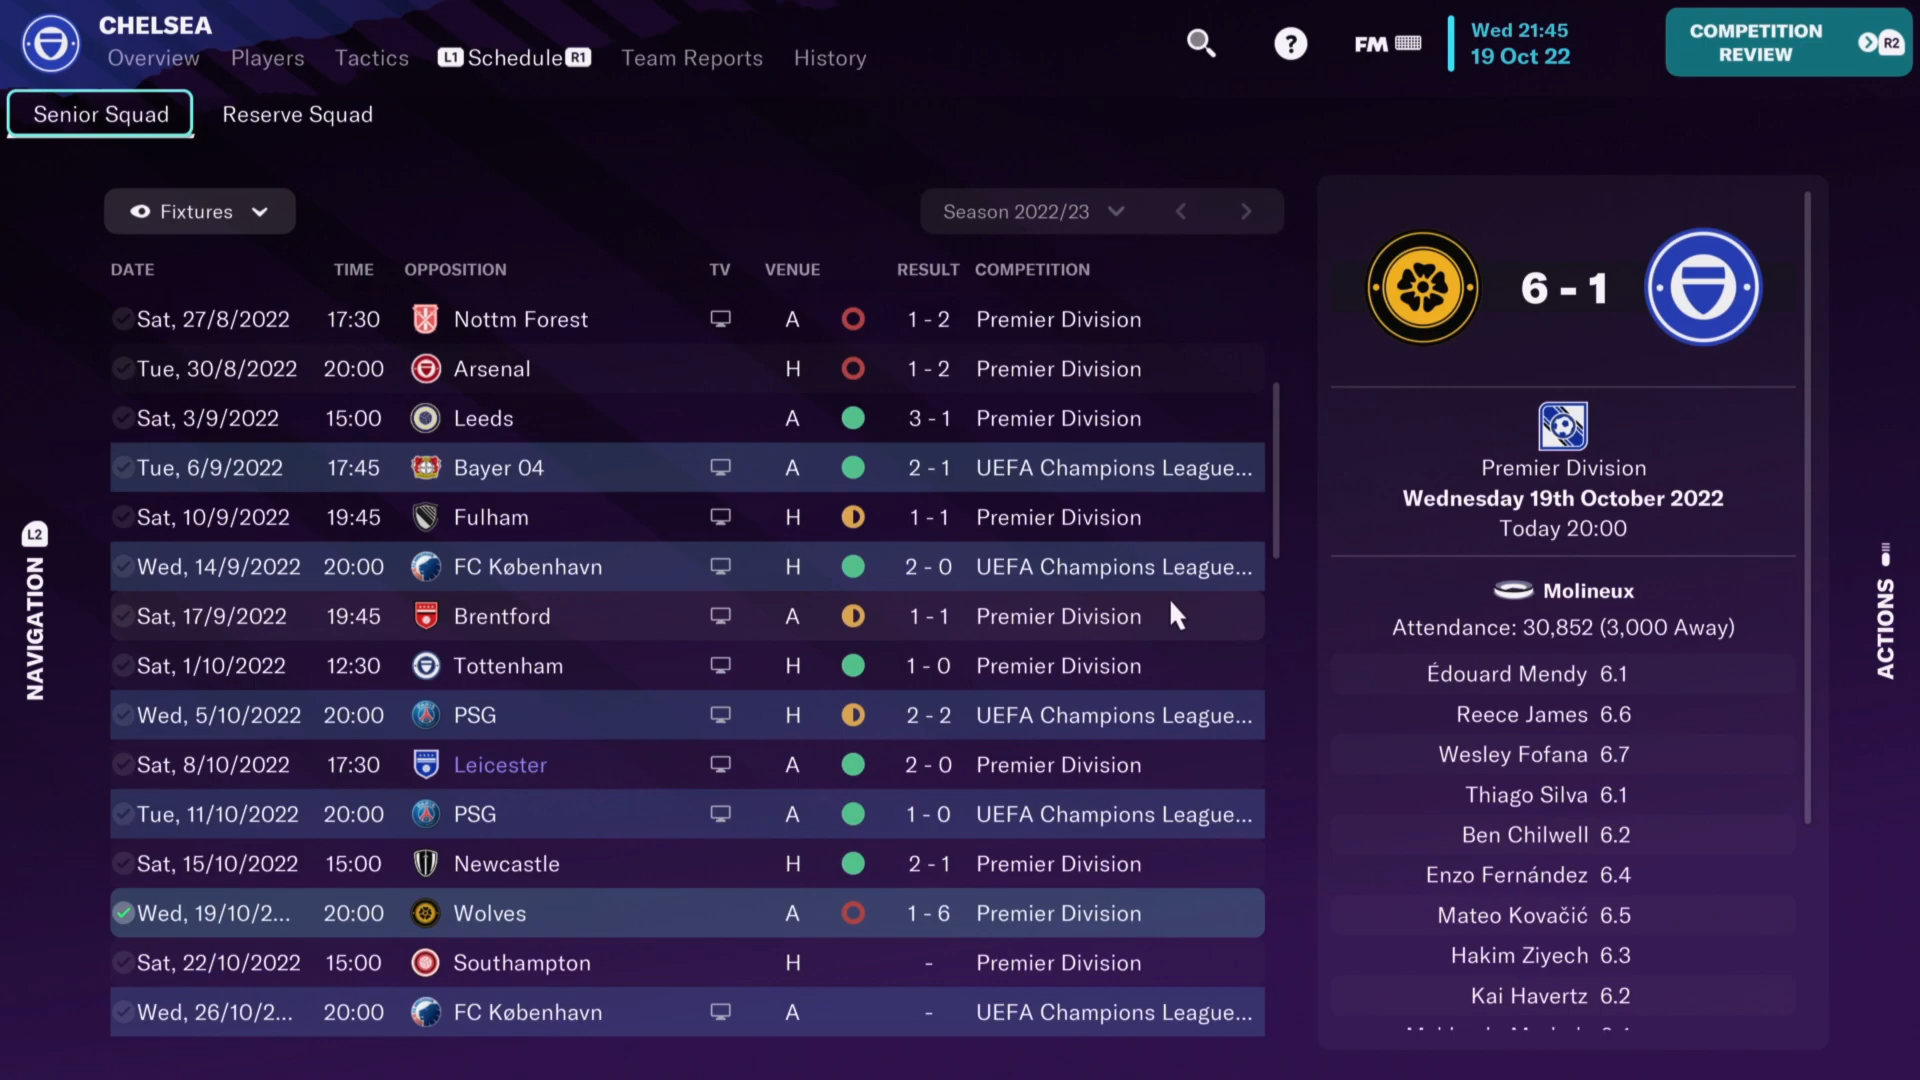 CHELSEA
Overview Players Tactics L1 Schedule R1 Team Reports History
? FM Wed 21:45
19 Oct 22
COMPETITION
REVIEW R2
Senior Squad Reserve Squad
Fixtures Season 2022/23
DATE TIME OPPOSITION TV VENUE RESULT COMPETITION
Sat, 27/8/2022 17:30 Nottm Forest A 1 - 2 Premier Division
Tue, 30/8/2022 20:00 Arsenal H 1 - 2 Premier Division
Sat, 3/9/2022 15:00 Leeds A 3 - 1 Premier Division
Tue, 6/9/2022 17:45 Bayer 04 A 2 - 1 UEFA Champions League...
Sat, 10/9/2022 19:45 Fulham H 1 - 1 Premier Division
Wed, 14/9/2022 20:00 FC København H 2 - 0 UEFA Champions League...
Sat, 17/9/2022 19:45 Brentford A 1 - 1 Premier Division
Sat, 1/10/2022 12:30 Tottenham H 1 - 0 Premier Division
Wed, 5/10/2022 20:00 PSG H 2 - 2 UEFA Champions League...
Sat, 8/10/2022 17:30 Leicester A 2 - 0 Premier Division
Tue, 11/10/2022 20:00 PSG A 1 - 0 UEFA Champions League...
Sat, 15/10/2022 15:00 Newcastle H 2 - 1 Premier Division
Wed, 19/10/2... 20:00 Wolves A 1 - 6 Premier Division
Sat, 22/10/2022 15:00 Southampton H - Premier Division
Wed, 26/10/2... 20:00 FC København A - UEFA Champions League...
6 - 1
Premier Division
Wednesday 19th October 2022
Today 20:00
Molineux
Attendance: 30,852 (3,000 Away)
Édouard Mendy 6.1
Reece James 6.6
Wesley Fofana 6.7
Thiago Silva 6.1
Ben Chilwell 6.2
Enzo Fernández 6.4
Mateo Kovačić 6.5
Hakim Ziyech 6.3
Kai Havertz 6.2
NAVIGATION L2
ACTIONS